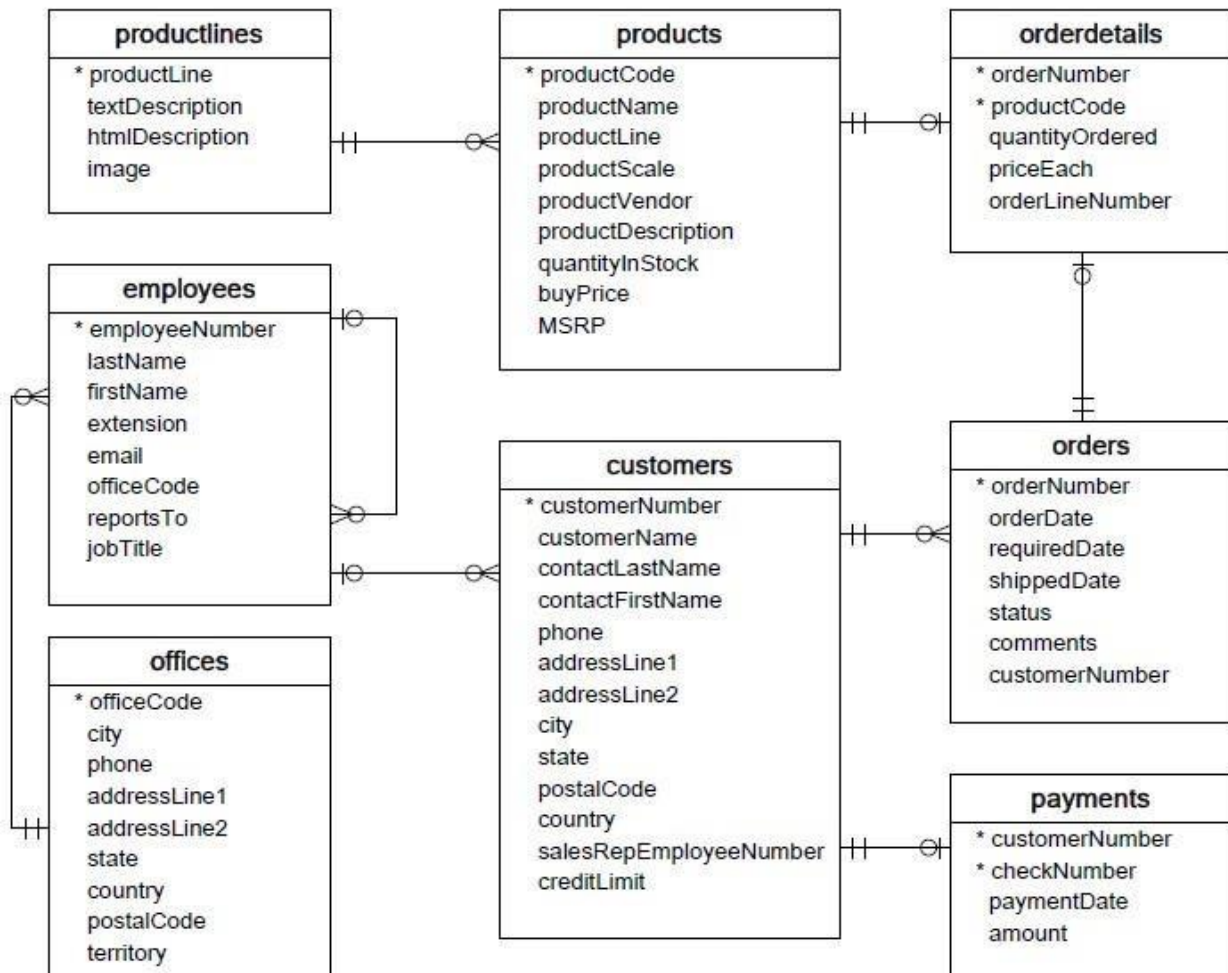 productlines
* productLine
textDescription
htmlDescription
image
products
* productCode
productName
productLine
productScale
productVendor
productDescription
quantityInStock
buyPrice
MSRP
orderdetails
* orderNumber
* productCode
quantityOrdered
priceEach
orderLineNumber
employees
* employeeNumber
lastName
firstName
extension
email
officeCode
reportsTo
jobTitle
customers
* customerNumber
customerName
contactLastName
contactFirstName
phone
addressLine1
addressLine2
city
state
postalCode
country
salesRepEmployeeNumber
creditLimit
orders
* orderNumber
orderDate
requiredDate
shippedDate
status
comments
customerNumber
offices
* officeCode
city
phone
addressLine1
addressLine2
state
country
postalCode
territory
payments
* customerNumber
* checkNumber
paymentDate
amount